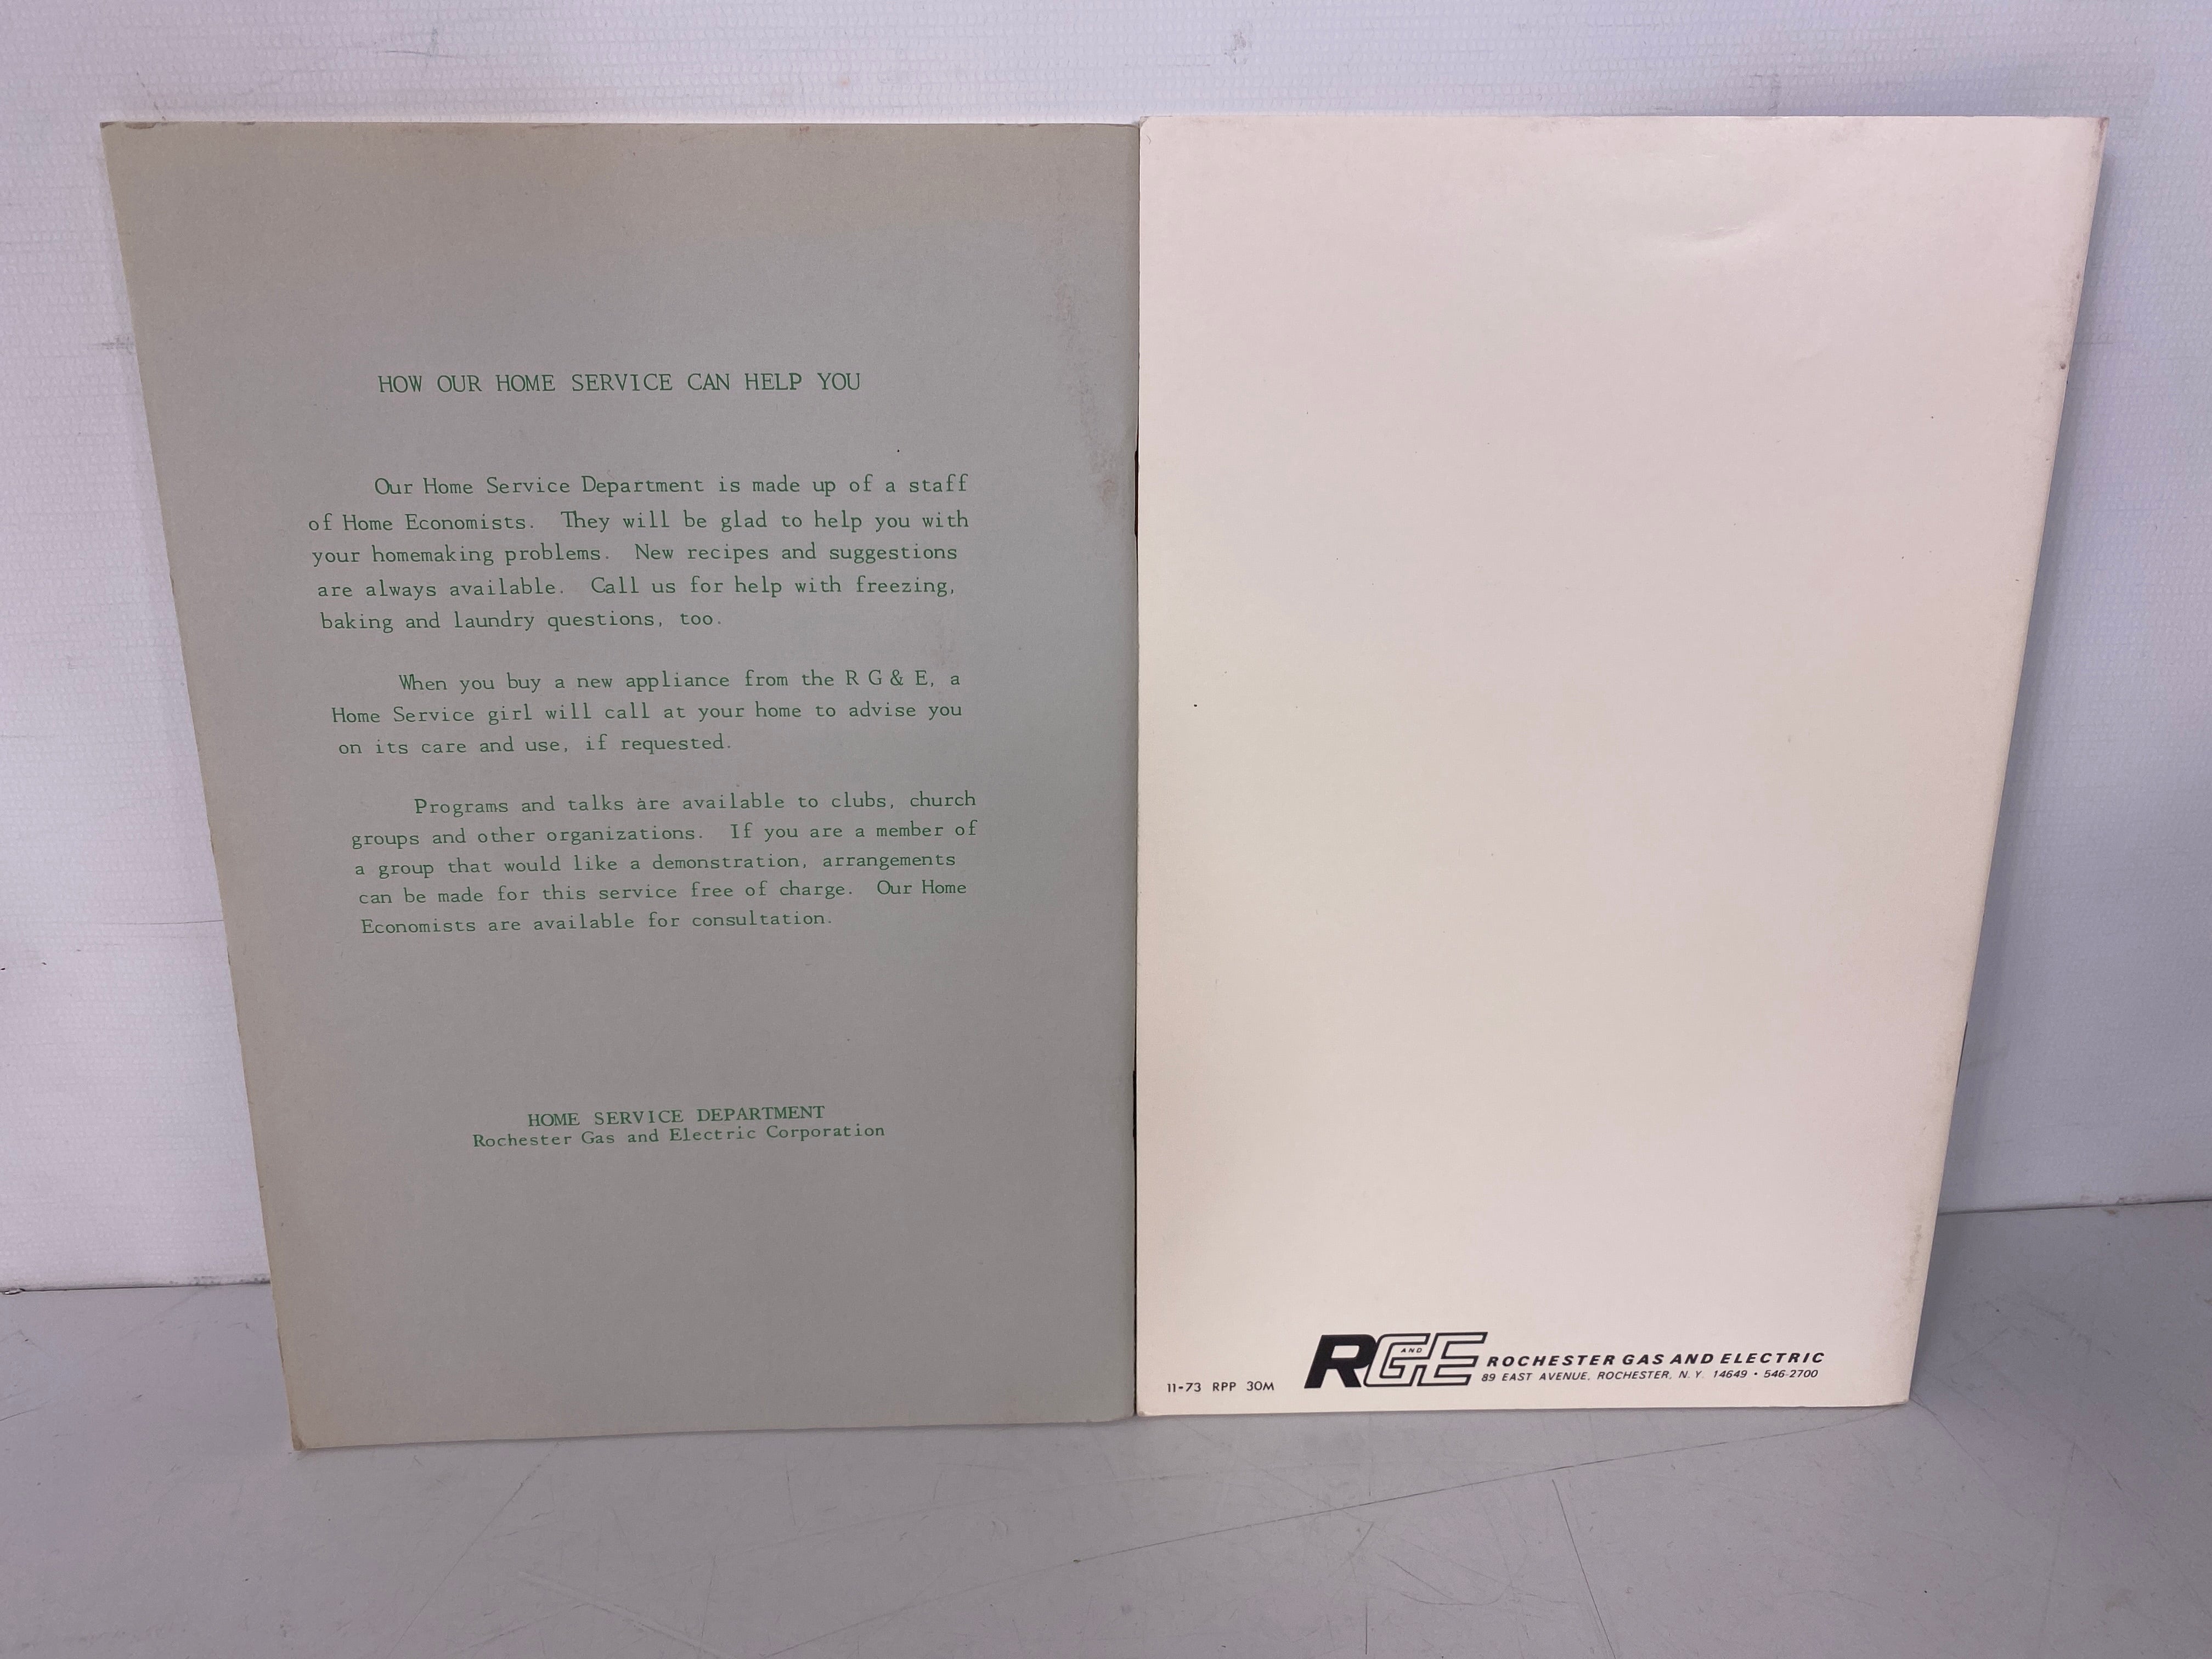 HOW OUR HOME SERVICE CAN HELP YOU
Our Home Service Department is made up of a staff
of Home Economists. They will be glad to help you with
your homemaking problems. New recipes and suggestions
are always available. Call us for help with freezing,
baking and laundry questions, too.
When you buy a new appliance from the R G & E, a
Home Service girl will call at your home to advise you
on its care and use, if requested.
Programs and talks are available to clubs, church
groups and other organizations. If you are a member of
a group that would like a demonstration, arrangements
can be made for this service free of charge. Our Home
Economists are available for consultation.
HOME SERVICE DEPARTMENT
Rochester Gas and Electric Corporation
11-73 RPP 30M
RG AND E
ROCHESTER GAS AND ELECTRIC
89 EAST AVENUE, ROCHESTER, N. Y. 14649 • 546-2700